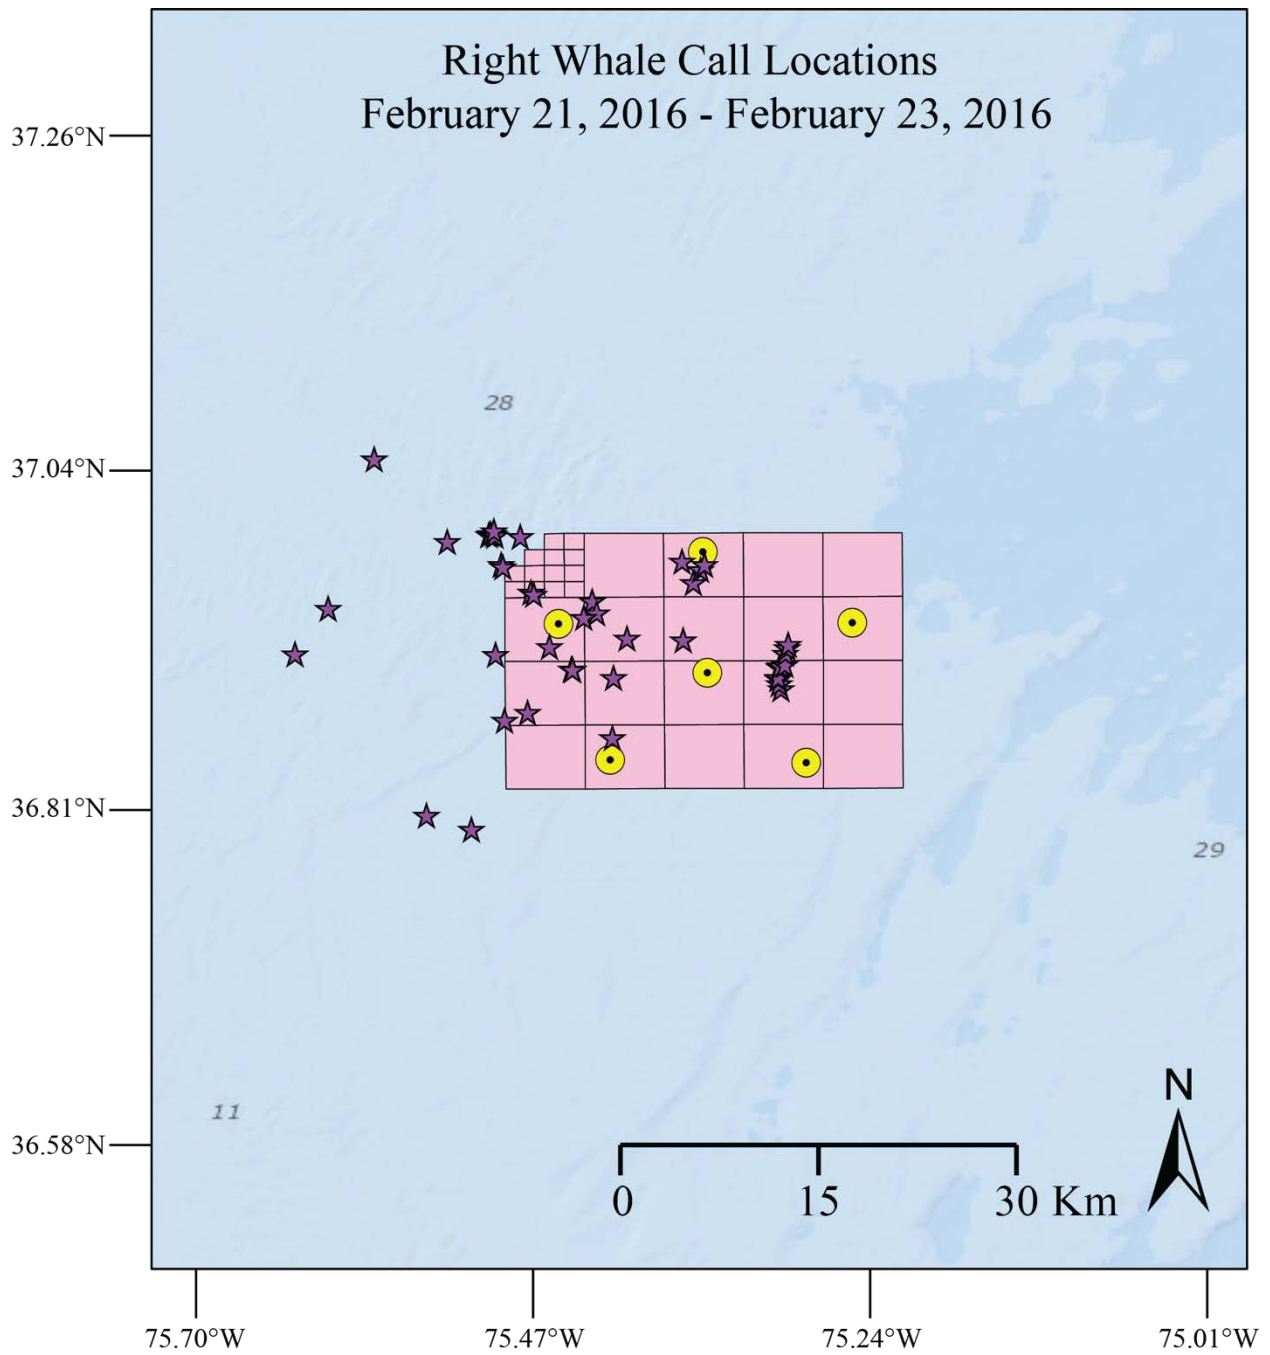 Right Whale Call Locations
February 21, 2016 - February 23, 2016
37.26°N
28
37.04°N
36.81°N
29
N
11
36.58°N
0 15 30 Km
75.70°W 75.47°W 75.24°W 75.01°W